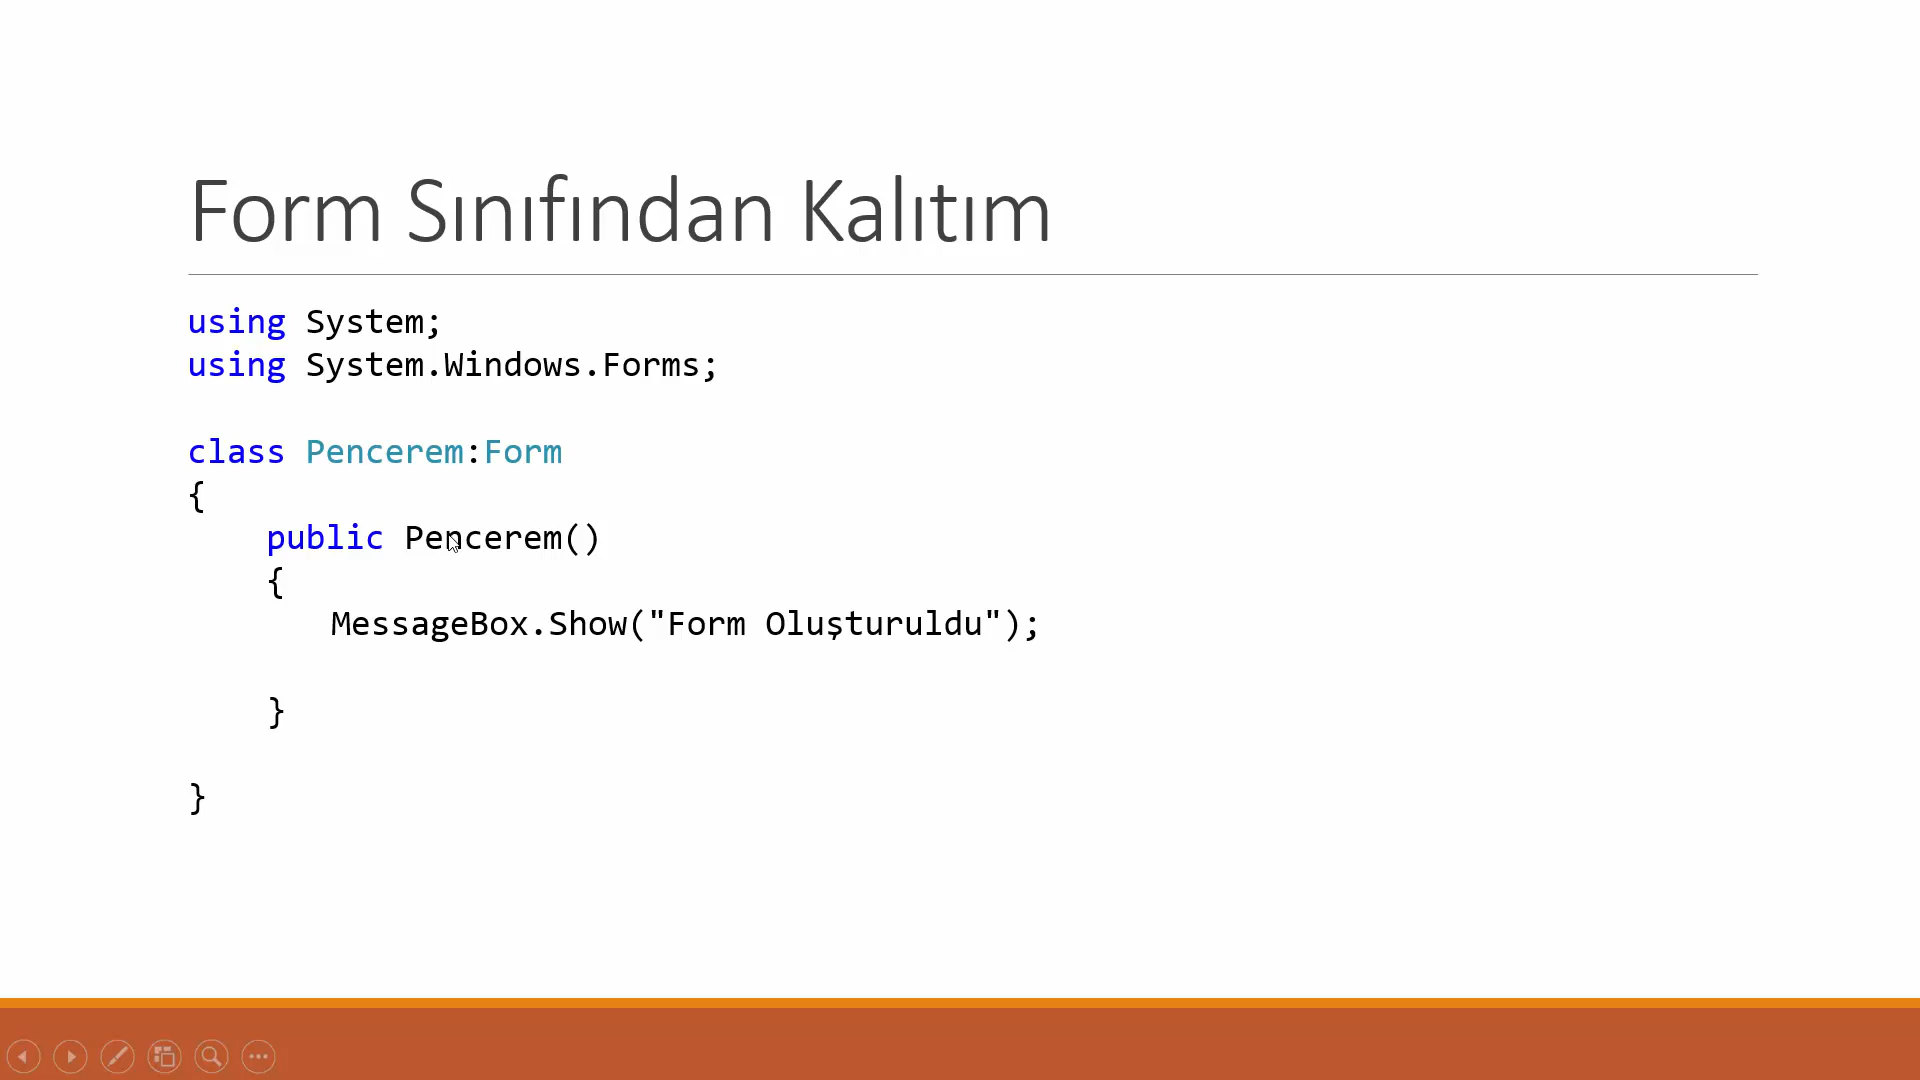 Form Sınıfından Kalıtım
using System;
using System.Windows.Forms;
class Pencerem:Form
{
public Pencerem()
{
MessageBox.Show("Form Oluşturuldu");
}
}